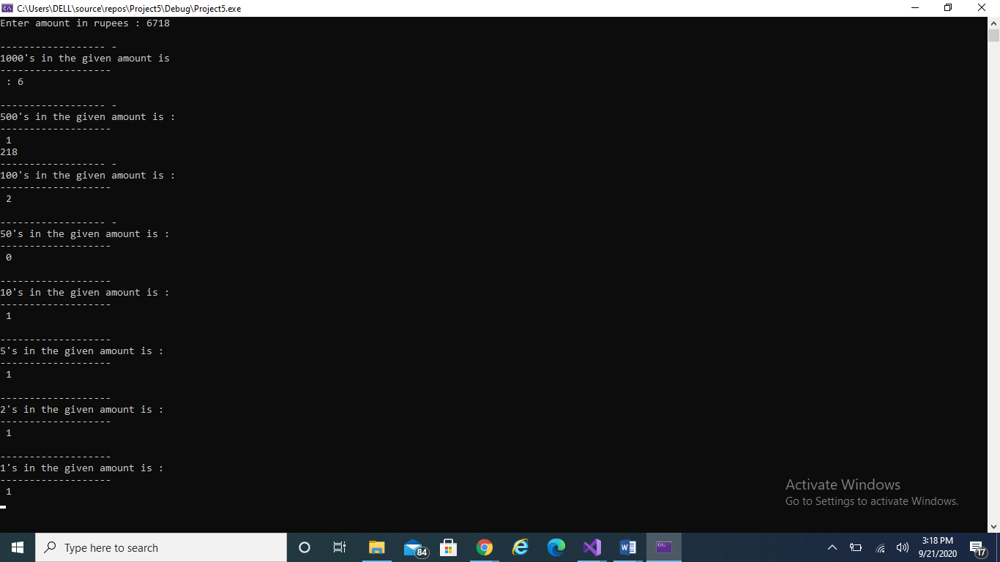 C:\Users\DELL\source\repos\Project5\Debug\Project5.exe
Enter amount in rupees : 6718
------------------ -
1000's in the given amount is
-------------------
: 6
------------------ -
500's in the given amount is :
-------------------
1
218
------------------ -
100's in the given amount is :
-------------------
2
------------------ -
50's in the given amount is :
-------------------
0
-------------------
10's in the given amount is :
-------------------
1
-------------------
5's in the given amount is :
-------------------
1
-------------------
2's in the given amount is :
-------------------
1
-------------------
1's in the given amount is :
-------------------
1
Activate Windows
Go to Settings to activate Windows.
Type here to search
84
3:18 PM
9/21/2020
17